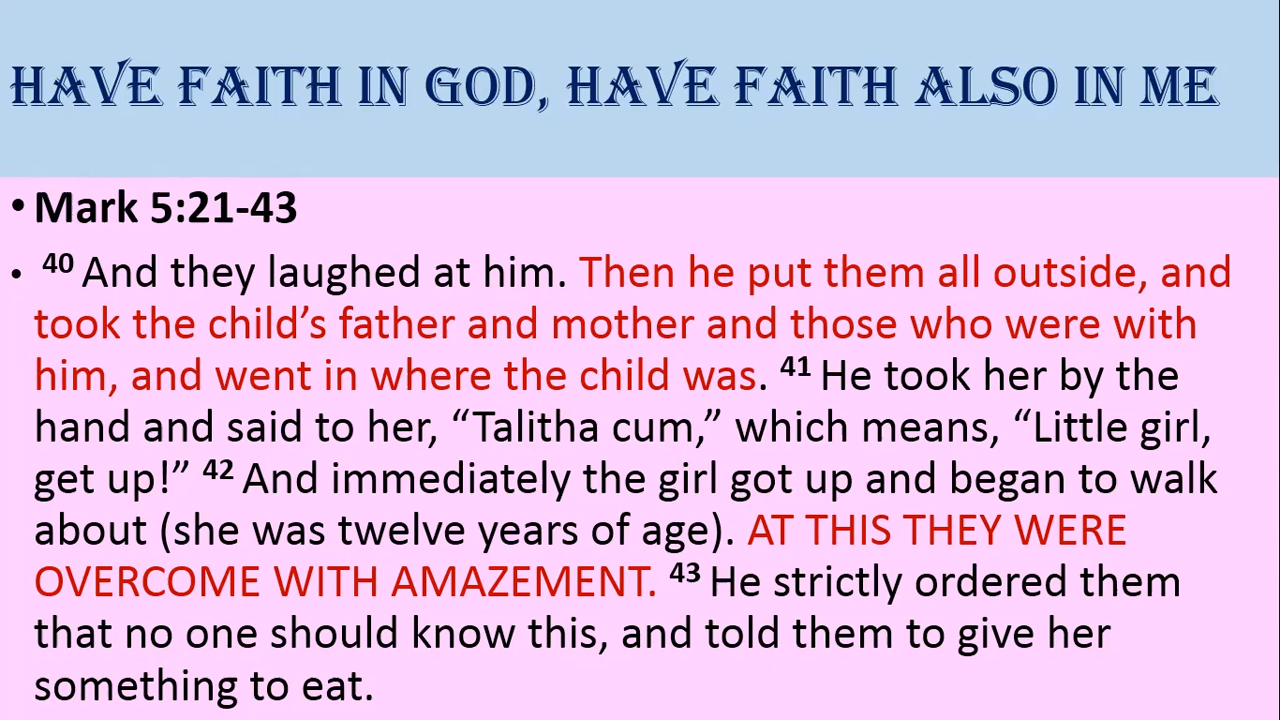 HAVE FAITH IN GOD, HAVE FAITH ALSO IN ME
• Mark 5:21-43
• 40 And they laughed at him. Then he put them all outside, and
took the child’s father and mother and those who were with
him, and went in where the child was. 41 He took her by the
hand and said to her, “Talitha cum,” which means, “Little girl,
get up!” 42 And immediately the girl got up and began to walk
about (she was twelve years of age). AT THIS THEY WERE
OVERCOME WITH AMAZEMENT. 43 He strictly ordered them
that no one should know this, and told them to give her
something to eat.